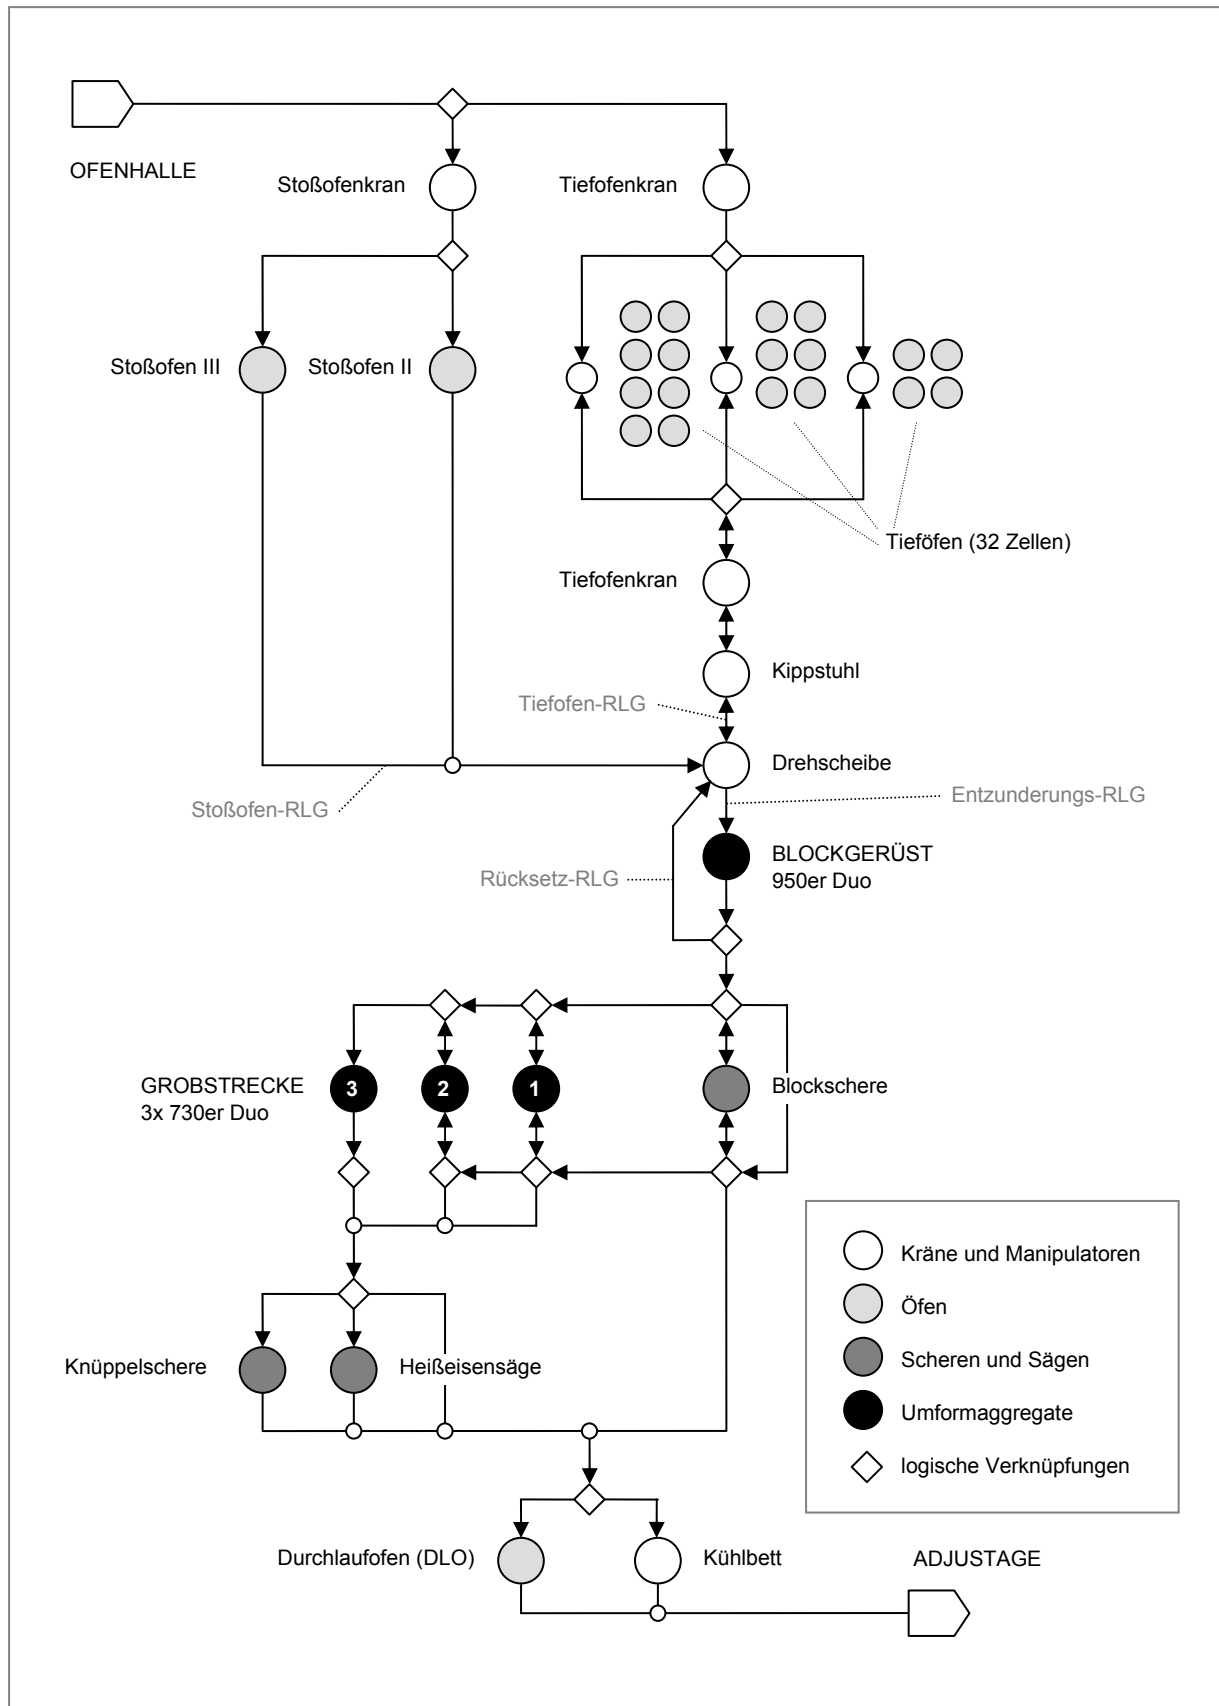 OFENHALLE
Stoßofenkran
Tiefofenkran
Stoßofen III
Stoßofen II
Tieföfen (32 Zellen)
Tiefofenkran
Kippstuhl
Tiefofen-RLG
Drehscheibe
Stoßofen-RLG
Entzunderungs-RLG
BLOCKGERÜST
950er Duo
Rücksetz-RLG
GROBSTRECKE
3x 730er Duo
3
2
1
Blockschere
Knüppelschere
Heißeisensäge
Kräne und Manipulatoren
Öfen
Scheren und Sägen
Umformaggregate
logische Verknüpfungen
Durchlaufofen (DLO)
Kühlbett
ADJUSTAGE